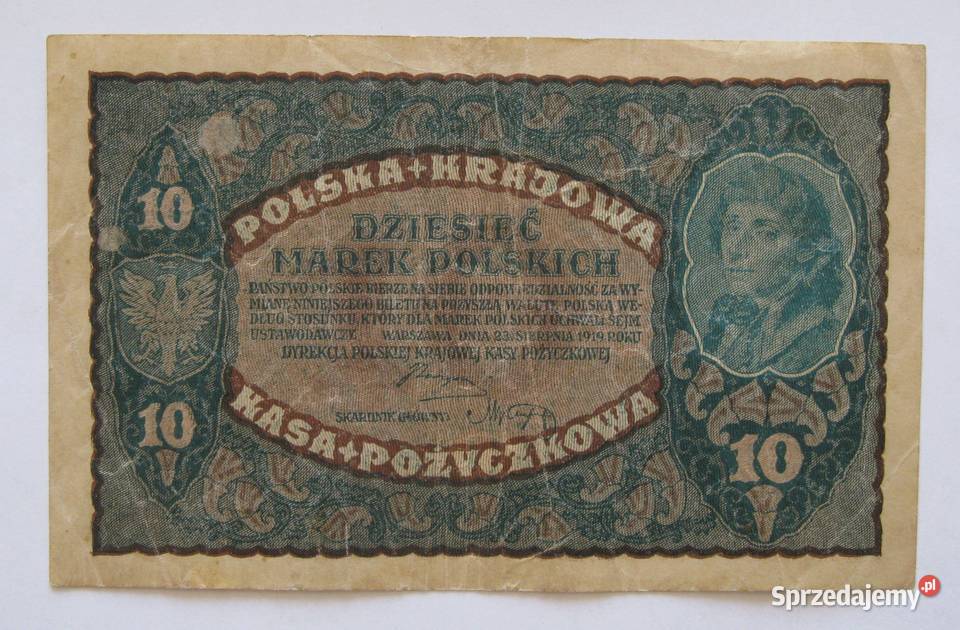 POLSKA+KRAJOWA
10
DZIESIĘĆ
MAREK POLSKICH
PAŃSTWO POLSKIE BIERZE NA SIEBIE ODPOWIEDZIALNOŚĆ ZA WY-
MIANĘ NINIEJSZEGO BILETU NA PRZYSZŁĄ WALUTĘ POLSKĄ WE-
DŁUG STOSUNKU, KTÓRY DLA MAREK POLSKICH UCHWALI SEJM
USTAWODAWCZY. WARSZAWA DNIA 23. SIERPNIA 1919 ROKU
DYREKCJA POLSKIEJ KRAJOWEJ KASY POŻYCZKOWEJ
SKARBNIK GŁÓWNY:
10
10
KASA+POŻYCZKOWA
Sprzedajemy.pl